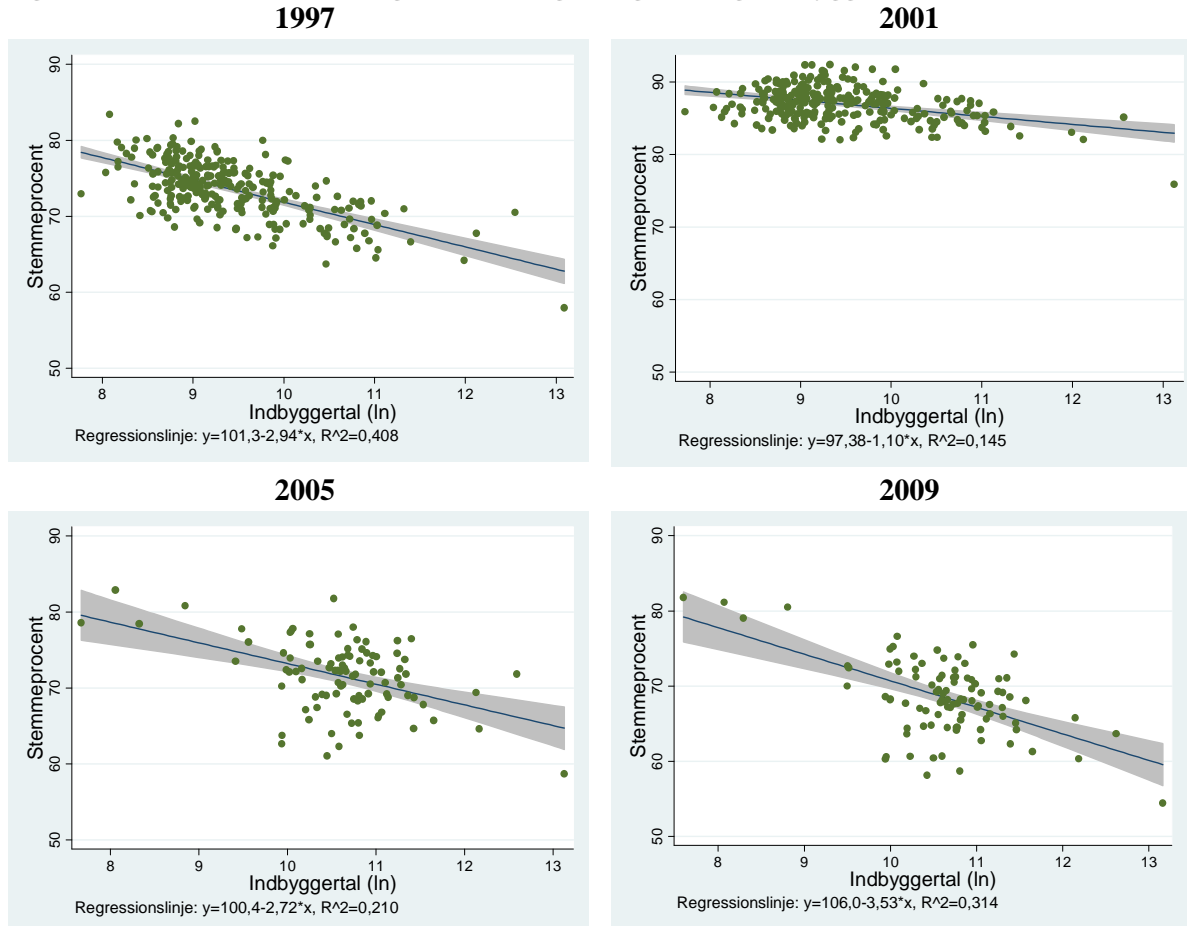 1997
90
80
70
60
50
Stemmeprocent
8 9 10 11 12 13
Indbyggertal (ln)
Regressionslinje: y=101,3-2,94*x, R^2=0,408
2001
90
80
70
60
50
Stemmeprocent
8 9 10 11 12 13
Indbyggertal (ln)
Regressionslinje: y=97,38-1,10*x, R^2=0,145
2005
90
80
70
60
50
Stemmeprocent
8 9 10 11 12 13
Indbyggertal (ln)
Regressionslinje: y=100,4-2,72*x, R^2=0,210
2009
90
80
70
60
50
Stemmeprocent
8 9 10 11 12 13
Indbyggertal (ln)
Regressionslinje: y=106,0-3,53*x, R^2=0,314